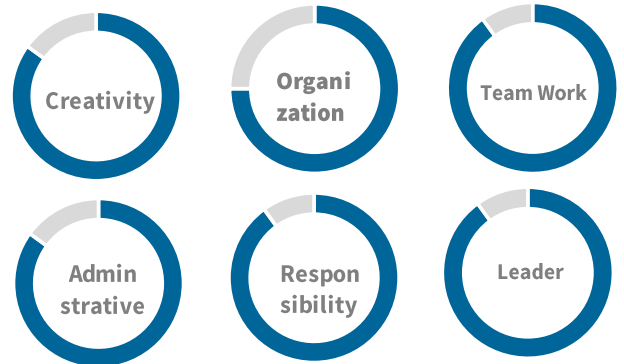 Creativity
Organi
zation
Team Work
Admin
strative
Respon
sibility
Leader